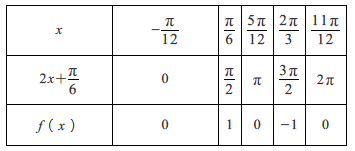 x −π/12 π/6 5π/12 2π/3 11π/12
2x+π/6 0 π/2 π 3π/2 2π
f(x) 0 1 0 −1 0